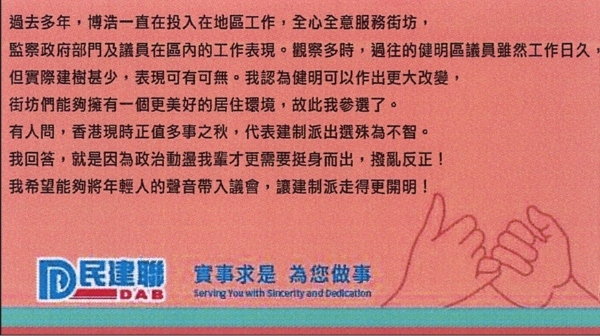 過去多年，博浩一直在投入在地區工作，全心全意服務街坊，
監察政府部門及議員在區內的工作表現。觀察多時，過往的健明區議員雖然工作日久，
但實際建樹甚少，表現可有可無。我認為健明可以作出更大改變，
街坊們能夠擁有一個更美好的居住環境，故此我參選了。
有人問，香港現時正值多事之秋，代表建制派出選殊為不智。
我回答，就是因為政治動盪我輩才更需要挺身而出，撥亂反正！
我希望能夠將年輕人的聲音帶入議會，讓建制派走得更開明！
民建聯
DAB
實事求是 為您做事
Serving You with Sincerity and Dedication